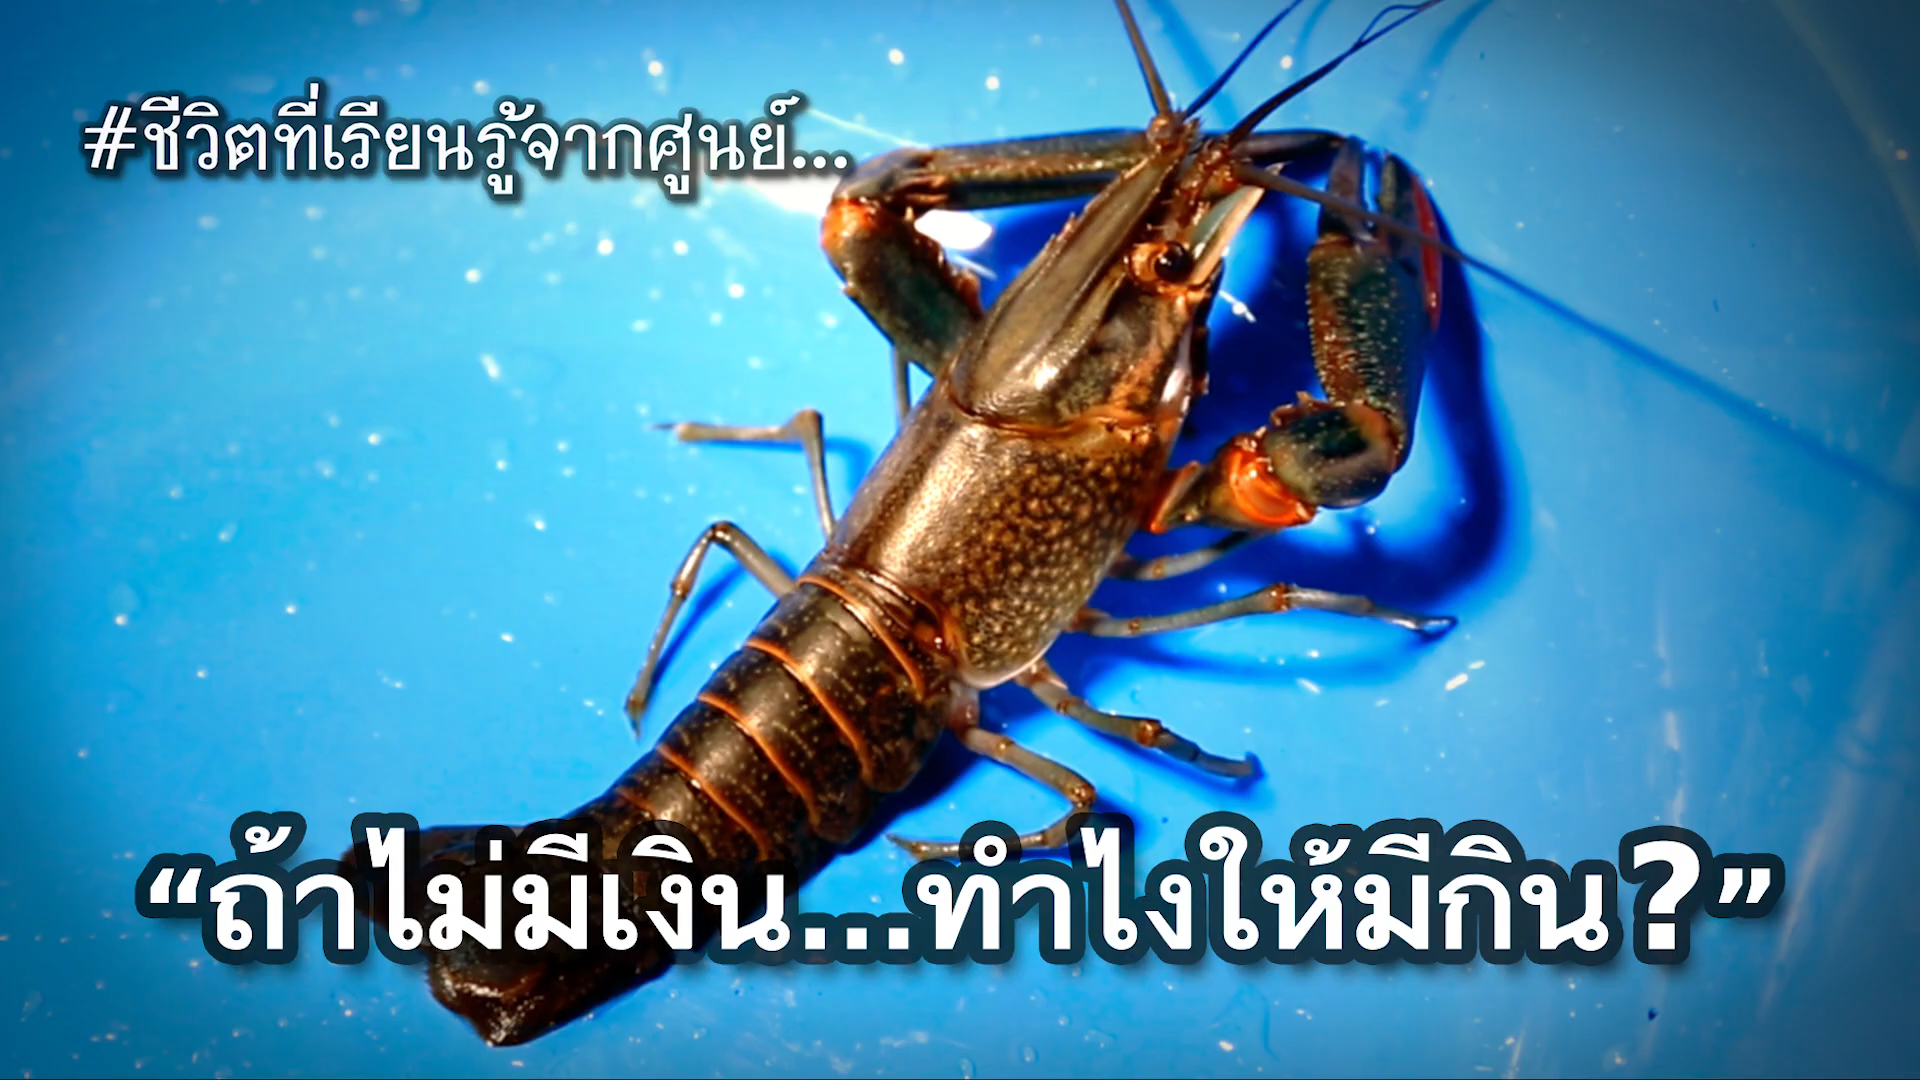 #ชีวิตที่เรียนรู้จากศูนย์...
“ถ้าไม่มีเงิน...ทำไงให้มีกิน?”